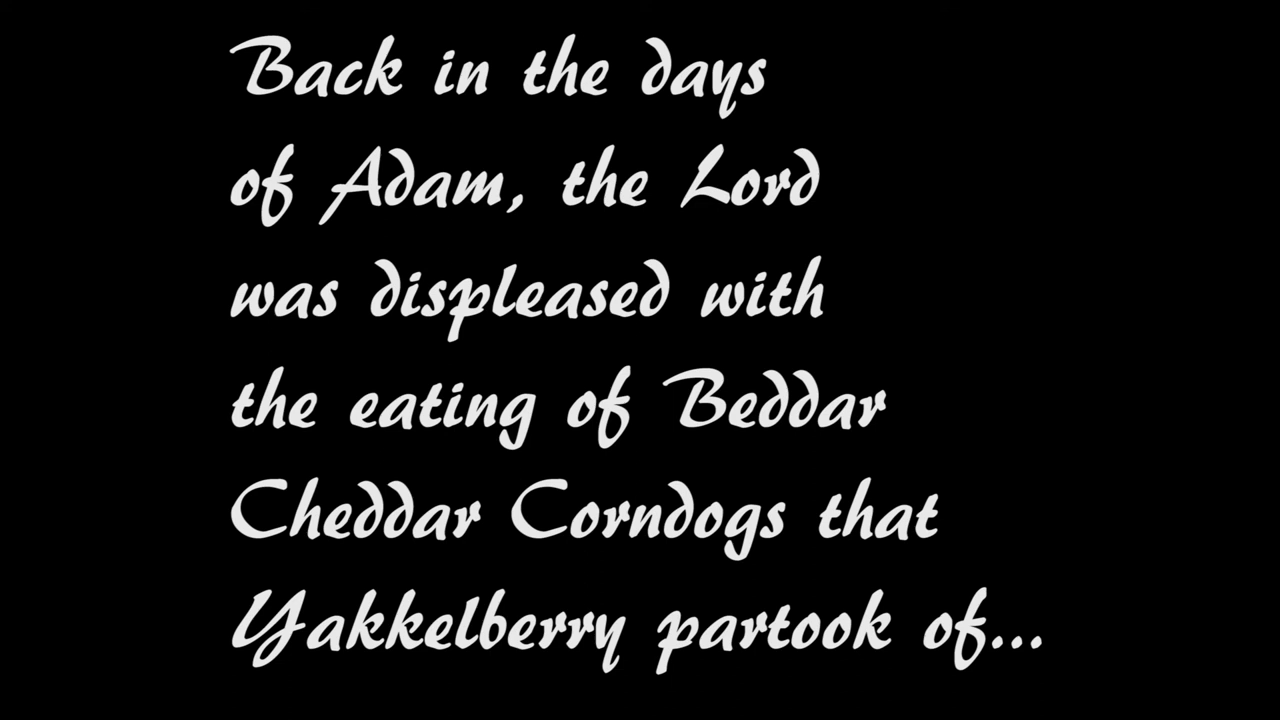 Back in the days
of Adam, the Lord
was displeased with
the eating of Beddar
Cheddar Corndogs that
Yakkelberry partook of...